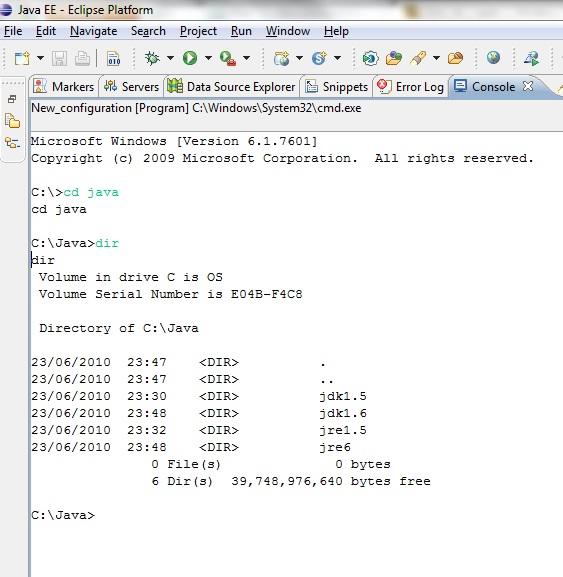 Java EE - Eclipse Platform
File Edit Navigate Search Project Run Window Help
Markers Servers Data Source Explorer Snippets Error Log Console
New_configuration [Program] C:\Windows\System32\cmd.exe
Microsoft Windows [Version 6.1.7601]
Copyright (c) 2009 Microsoft Corporation.  All rights reserved.
C:\>cd java
cd java
C:\Java>dir
dir
 Volume in drive C is OS
 Volume Serial Number is E04B-F4C8
 Directory of C:\Java
23/06/2010  23:47    <DIR>          .
23/06/2010  23:47    <DIR>          ..
23/06/2010  23:30    <DIR>          jdk1.5
23/06/2010  23:48    <DIR>          jdk1.6
23/06/2010  23:32    <DIR>          jre1.5
23/06/2010  23:48    <DIR>          jre6
               0 File(s)              0 bytes
               6 Dir(s)  39,748,976,640 bytes free
C:\Java>